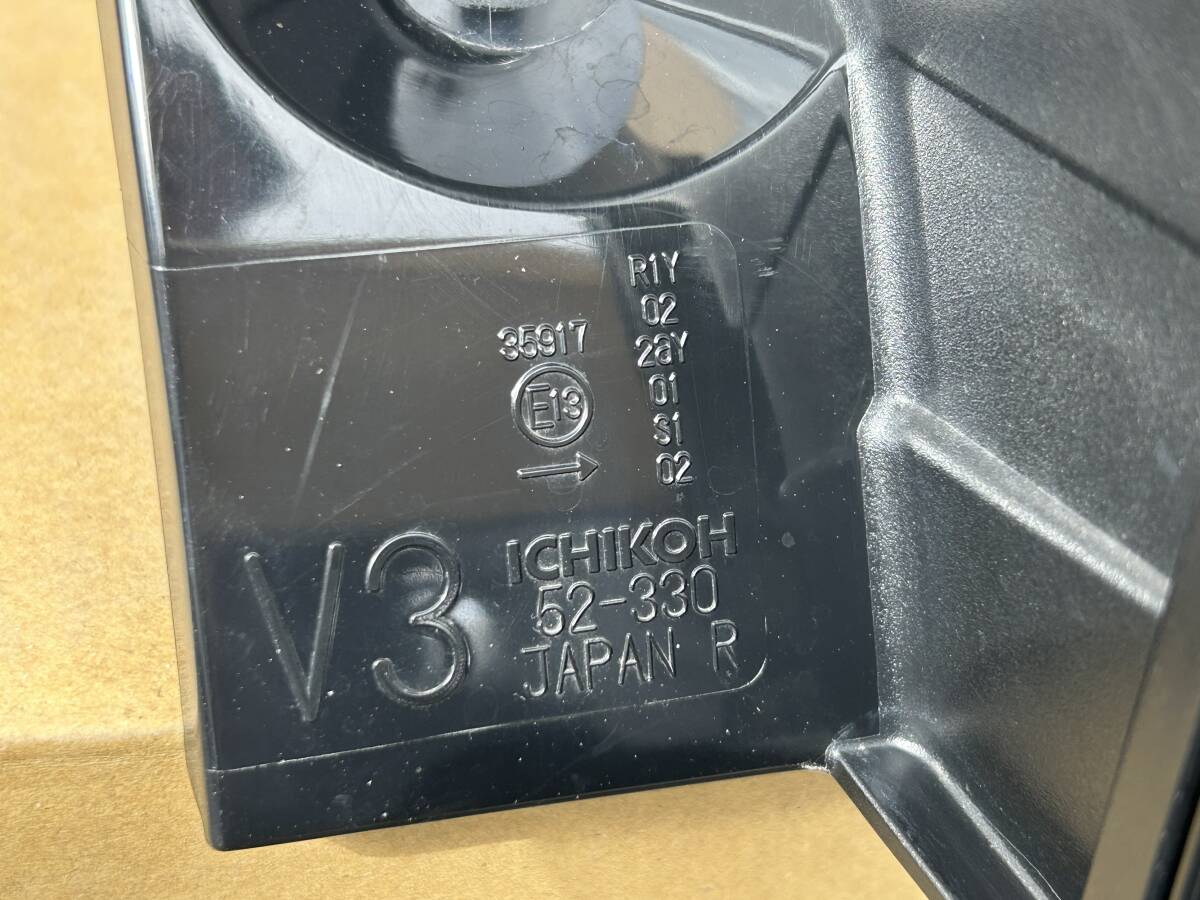 R1Y
02
2aY
01
S1
02
35917
E13
V3
ICHIKOH
52-330
JAPAN R